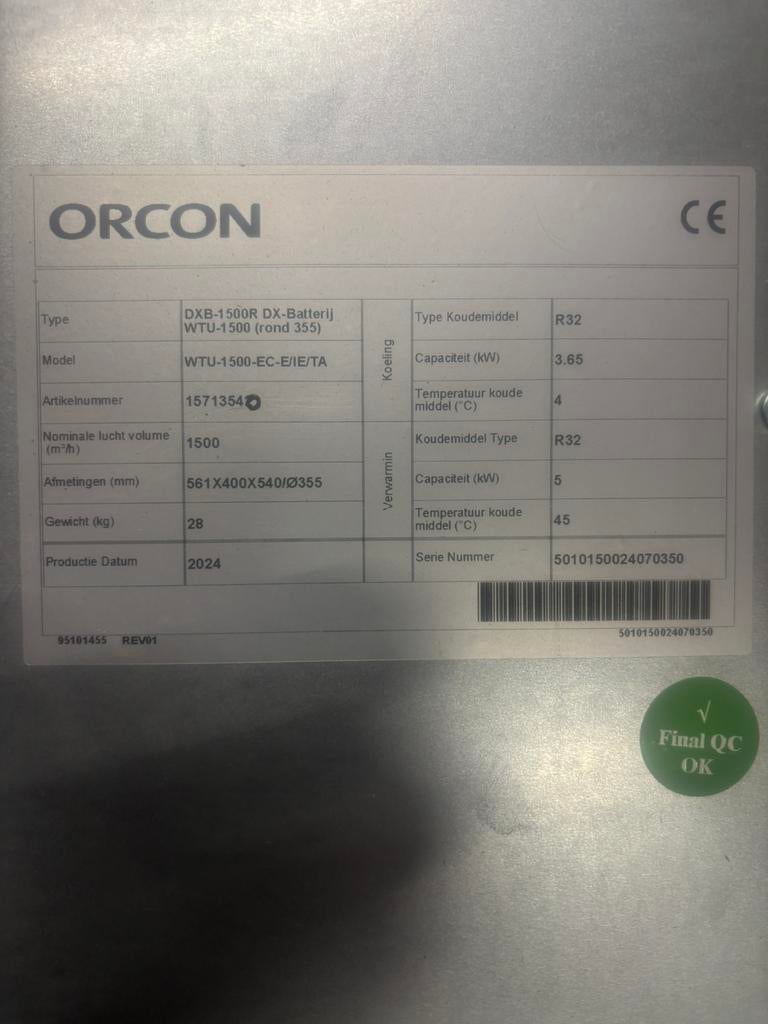 ORCON
CE
Type
DXB-1500R DX-Batterij
WTU-1500 (rond 355)
Model
WTU-1500-EC-E/IE/TA
Artikelnummer
15713540
Nominale lucht volume
(m³/h)
1500
Afmetingen (mm)
561X400X540/Ø355
Gewicht (kg)
28
Productie Datum
2024
Koeling
Type Koudemiddel
R32
Capaciteit (kW)
3.65
Temperatuur koude
middel (°C)
4
Verwarmin
Koudemiddel Type
R32
Capaciteit (kW)
5
Temperatuur koude
middel (°C)
45
Serie Nummer
5010150024070350
95101455 REV01
5010150024070350
√
Final QC
OK